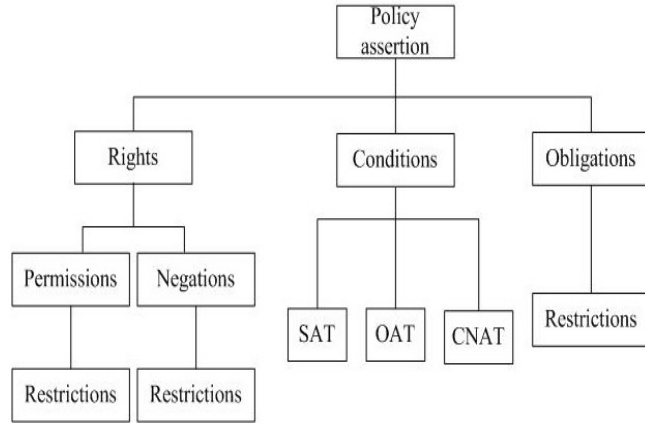 Policy
assertion
Rights
Conditions
Obligations
Permissions
Negations
SAT
OAT
CNAT
Restrictions
Restrictions
Restrictions